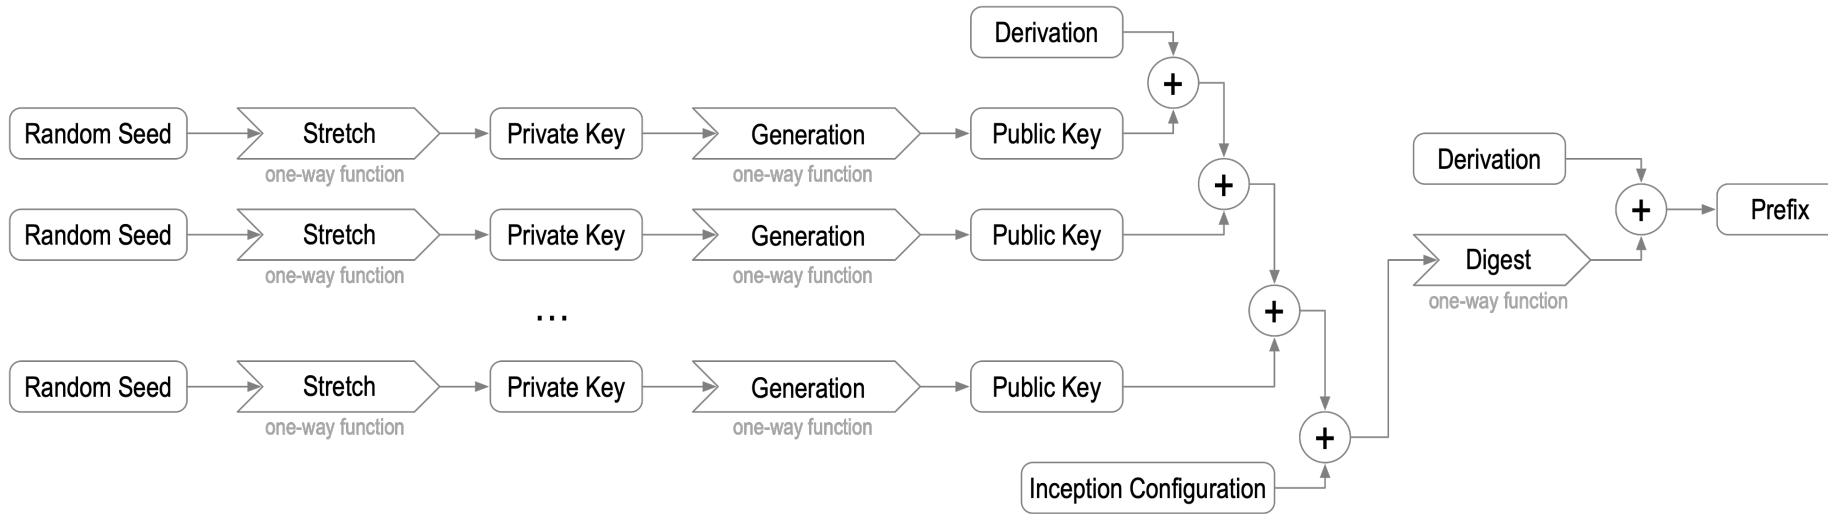 Derivation
+
Random Seed
Stretch
Private Key
Generation
Public Key
one-way function
one-way function
Derivation
+
Random Seed
Stretch
Private Key
Generation
Public Key
+
Prefix
one-way function
one-way function
Digest
one-way function
...
+
Random Seed
Stretch
Private Key
Generation
Public Key
one-way function
one-way function
+
Inception Configuration